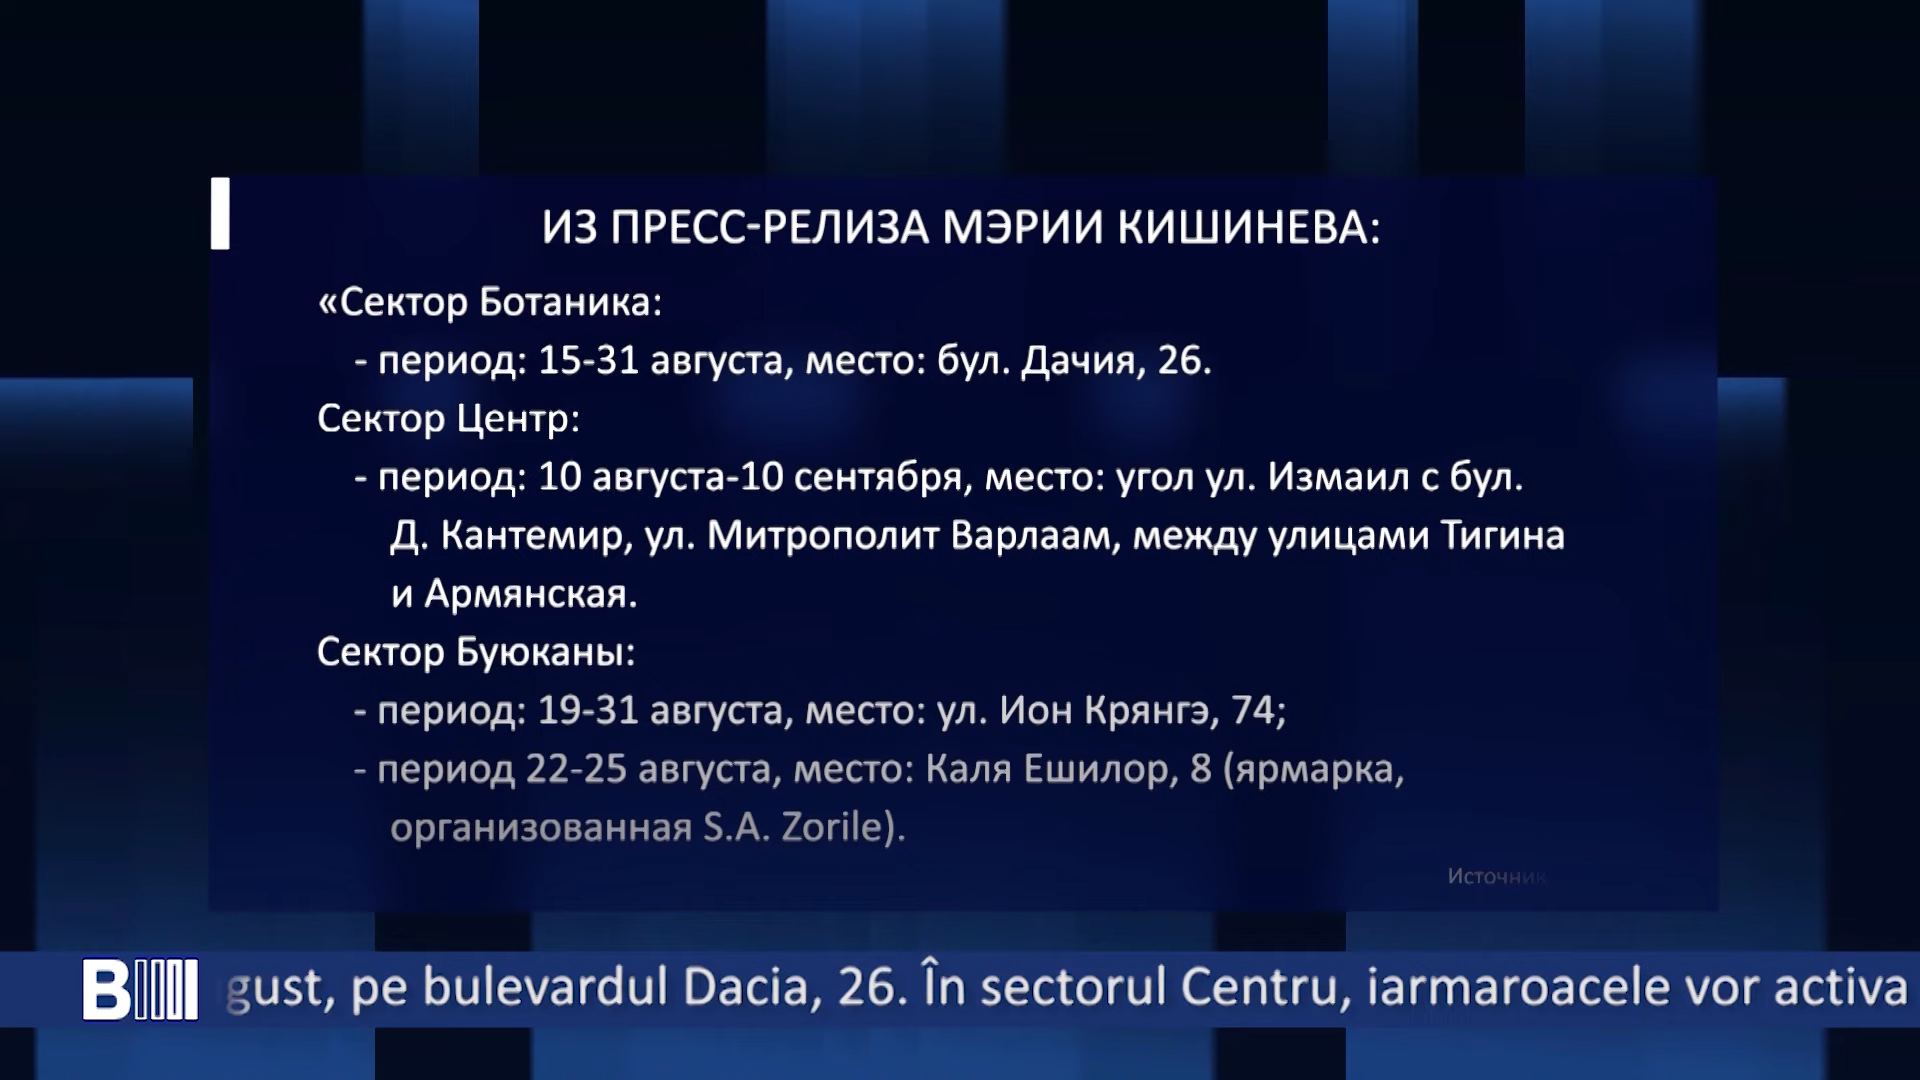 ИЗ ПРЕСС-РЕЛИЗА МЭРИИ КИШИНЕВА:
«Сектор Ботаника:
- период: 15-31 августа, место: бул. Дачия, 26.
Сектор Центр:
- период: 10 августа-10 сентября, место: угол ул. Измаил с бул.
Д. Кантемир, ул. Митрополит Варлаам, между улицами Тигина
и Армянская.
Сектор Буюканы:
- период: 19-31 августа, место: ул. Ион Крянгэ, 74;
- период 22-25 августа, место: Каля Ешилор, 8 (ярмарка,
организованная S.A. Zorile).
Источник
B gust, pe bulevardul Dacia, 26. În sectorul Centru, iarmaroacele vor activa